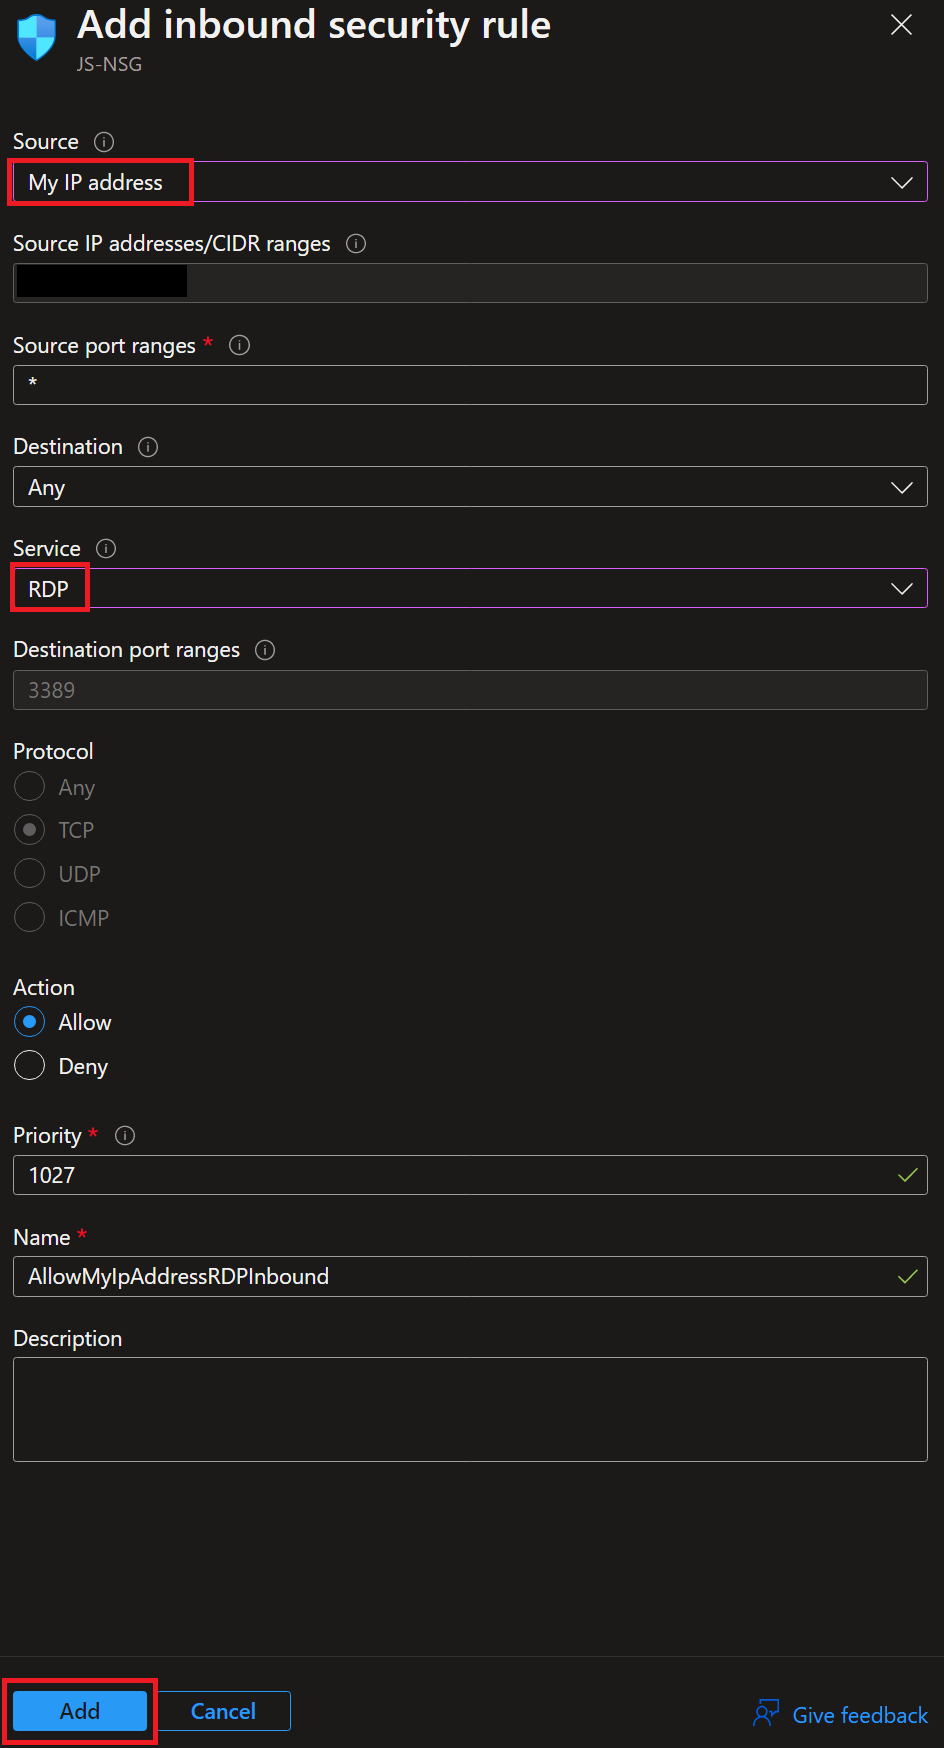 Add inbound security rule
JS-NSG
Source
My IP address
Source IP addresses/CIDR ranges
Source port ranges *
*
Destination
Any
Service
RDP
Destination port ranges
3389
Protocol
Any
TCP
UDP
ICMP
Action
Allow
Deny
Priority *
1027
Name *
AllowMyIpAddressRDPInbound
Description
Add Cancel Give feedback